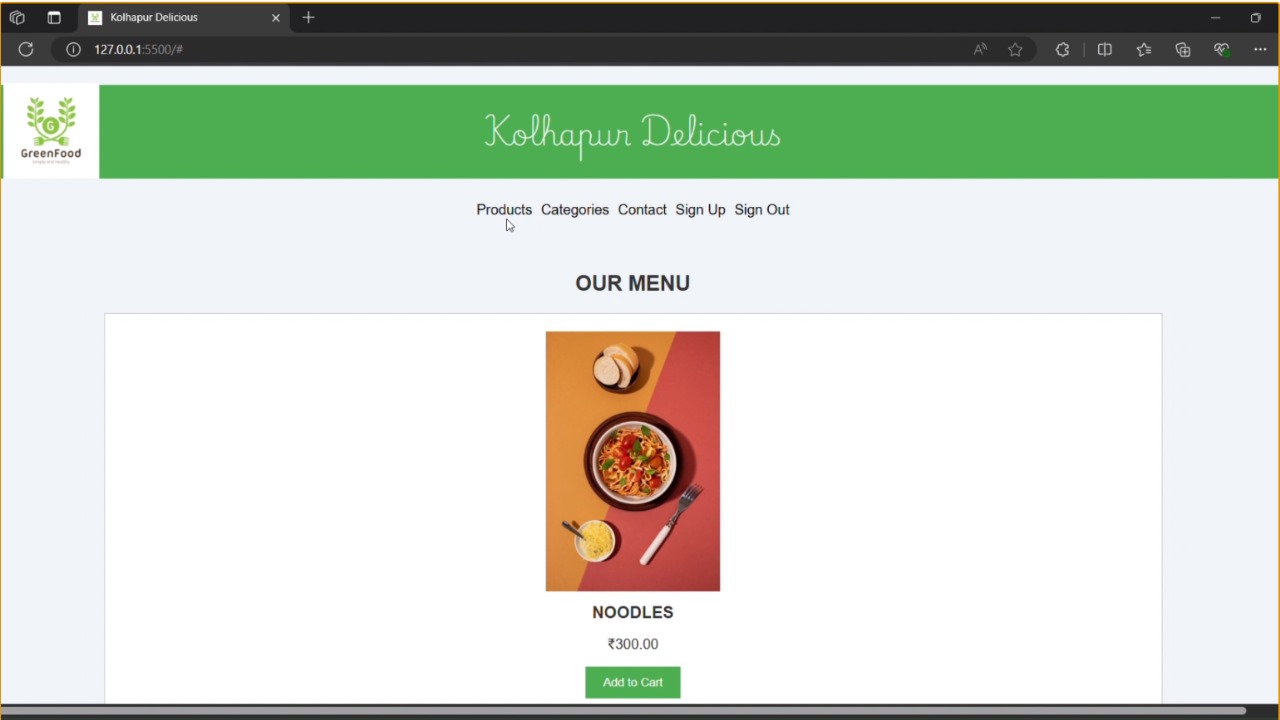 Kolhapur Delicious
127.0.0.1:5500/#
G
GreenFood
Kolhapur Delicious
Products Categories Contact Sign Up Sign Out
OUR MENU
NOODLES
₹300.00
Add to Cart